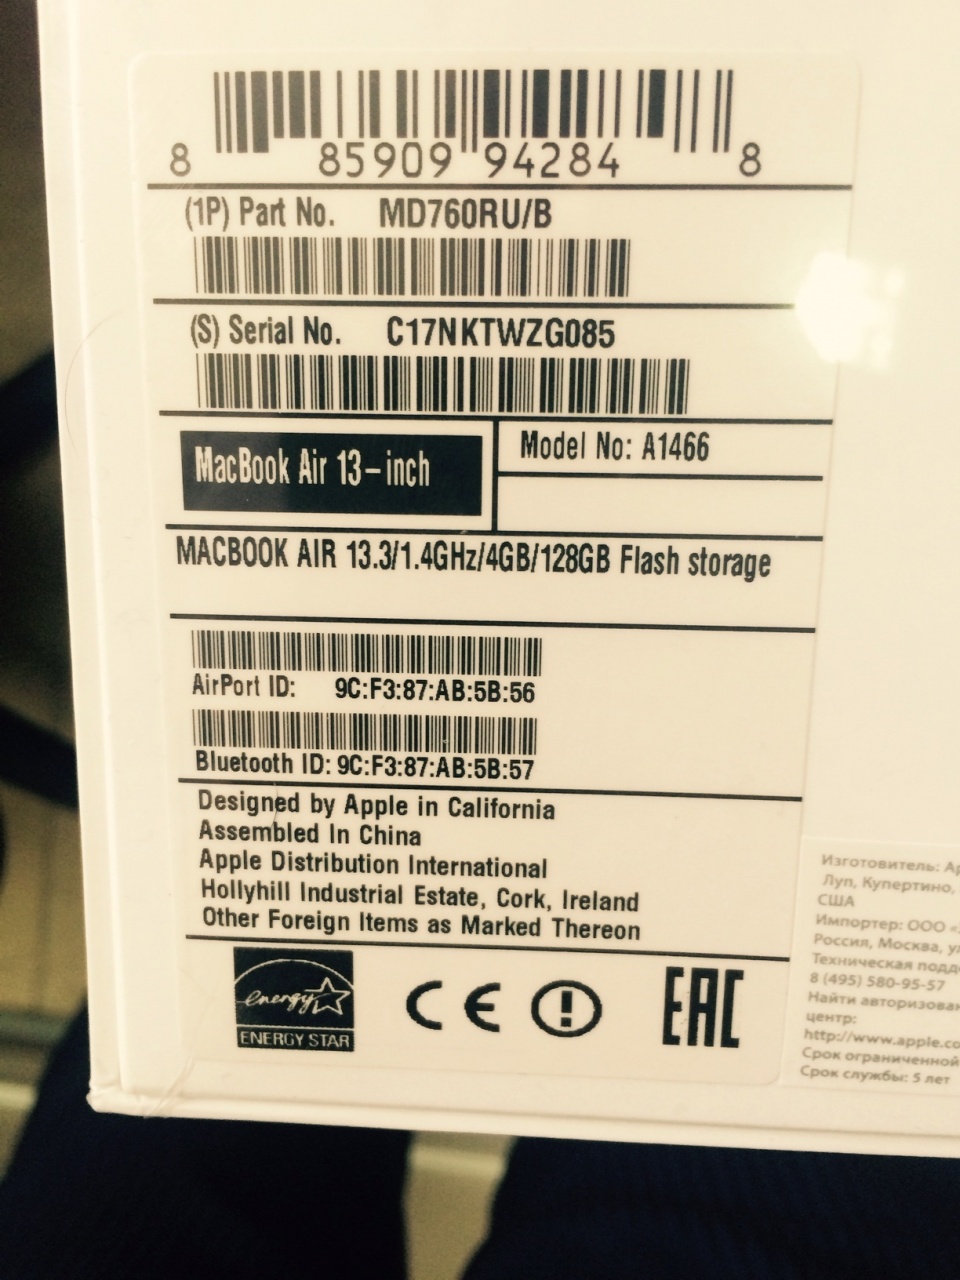 8 85909 94284 8
(1P) Part No. MD760RU/B
(S) Serial No. C17NKTWZG085
MacBook Air 13-inch
Model No: A1466
MACBOOK AIR 13.3/1.4GHz/4GB/128GB Flash storage
AirPort ID: 9C:F3:87:AB:5B:56
Bluetooth ID: 9C:F3:87:AB:5B:57
Designed by Apple in California
Assembled In China
Apple Distribution International
Hollyhill Industrial Estate, Cork, Ireland
Other Foreign Items as Marked Thereon
energy
ENERGY STAR
CE
EAC
Изготовитель:
Луп, Купертино,
США
Импортер: ООО
Россия, Москва,
Техническая
8 (495) 580-95-57
Найти
центр:
http://www.apple.co
Срок ограниченной
Срок службы: 5 лет